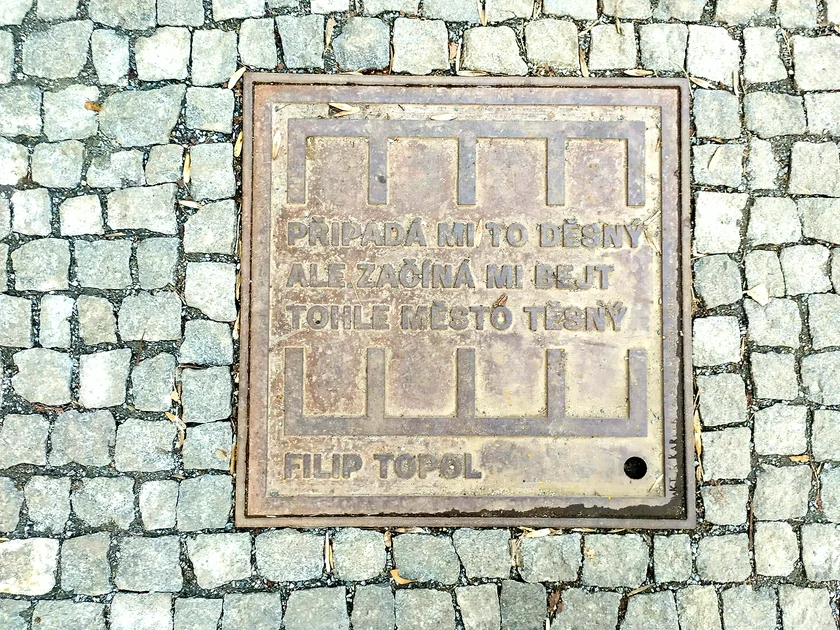 PŘIPADÁ MI TO DĚSNÝ
ALE ZAČÍNÁ MI BEJT
TOHLE MĚSTO TĚSNÝ
FILIP TOPOL